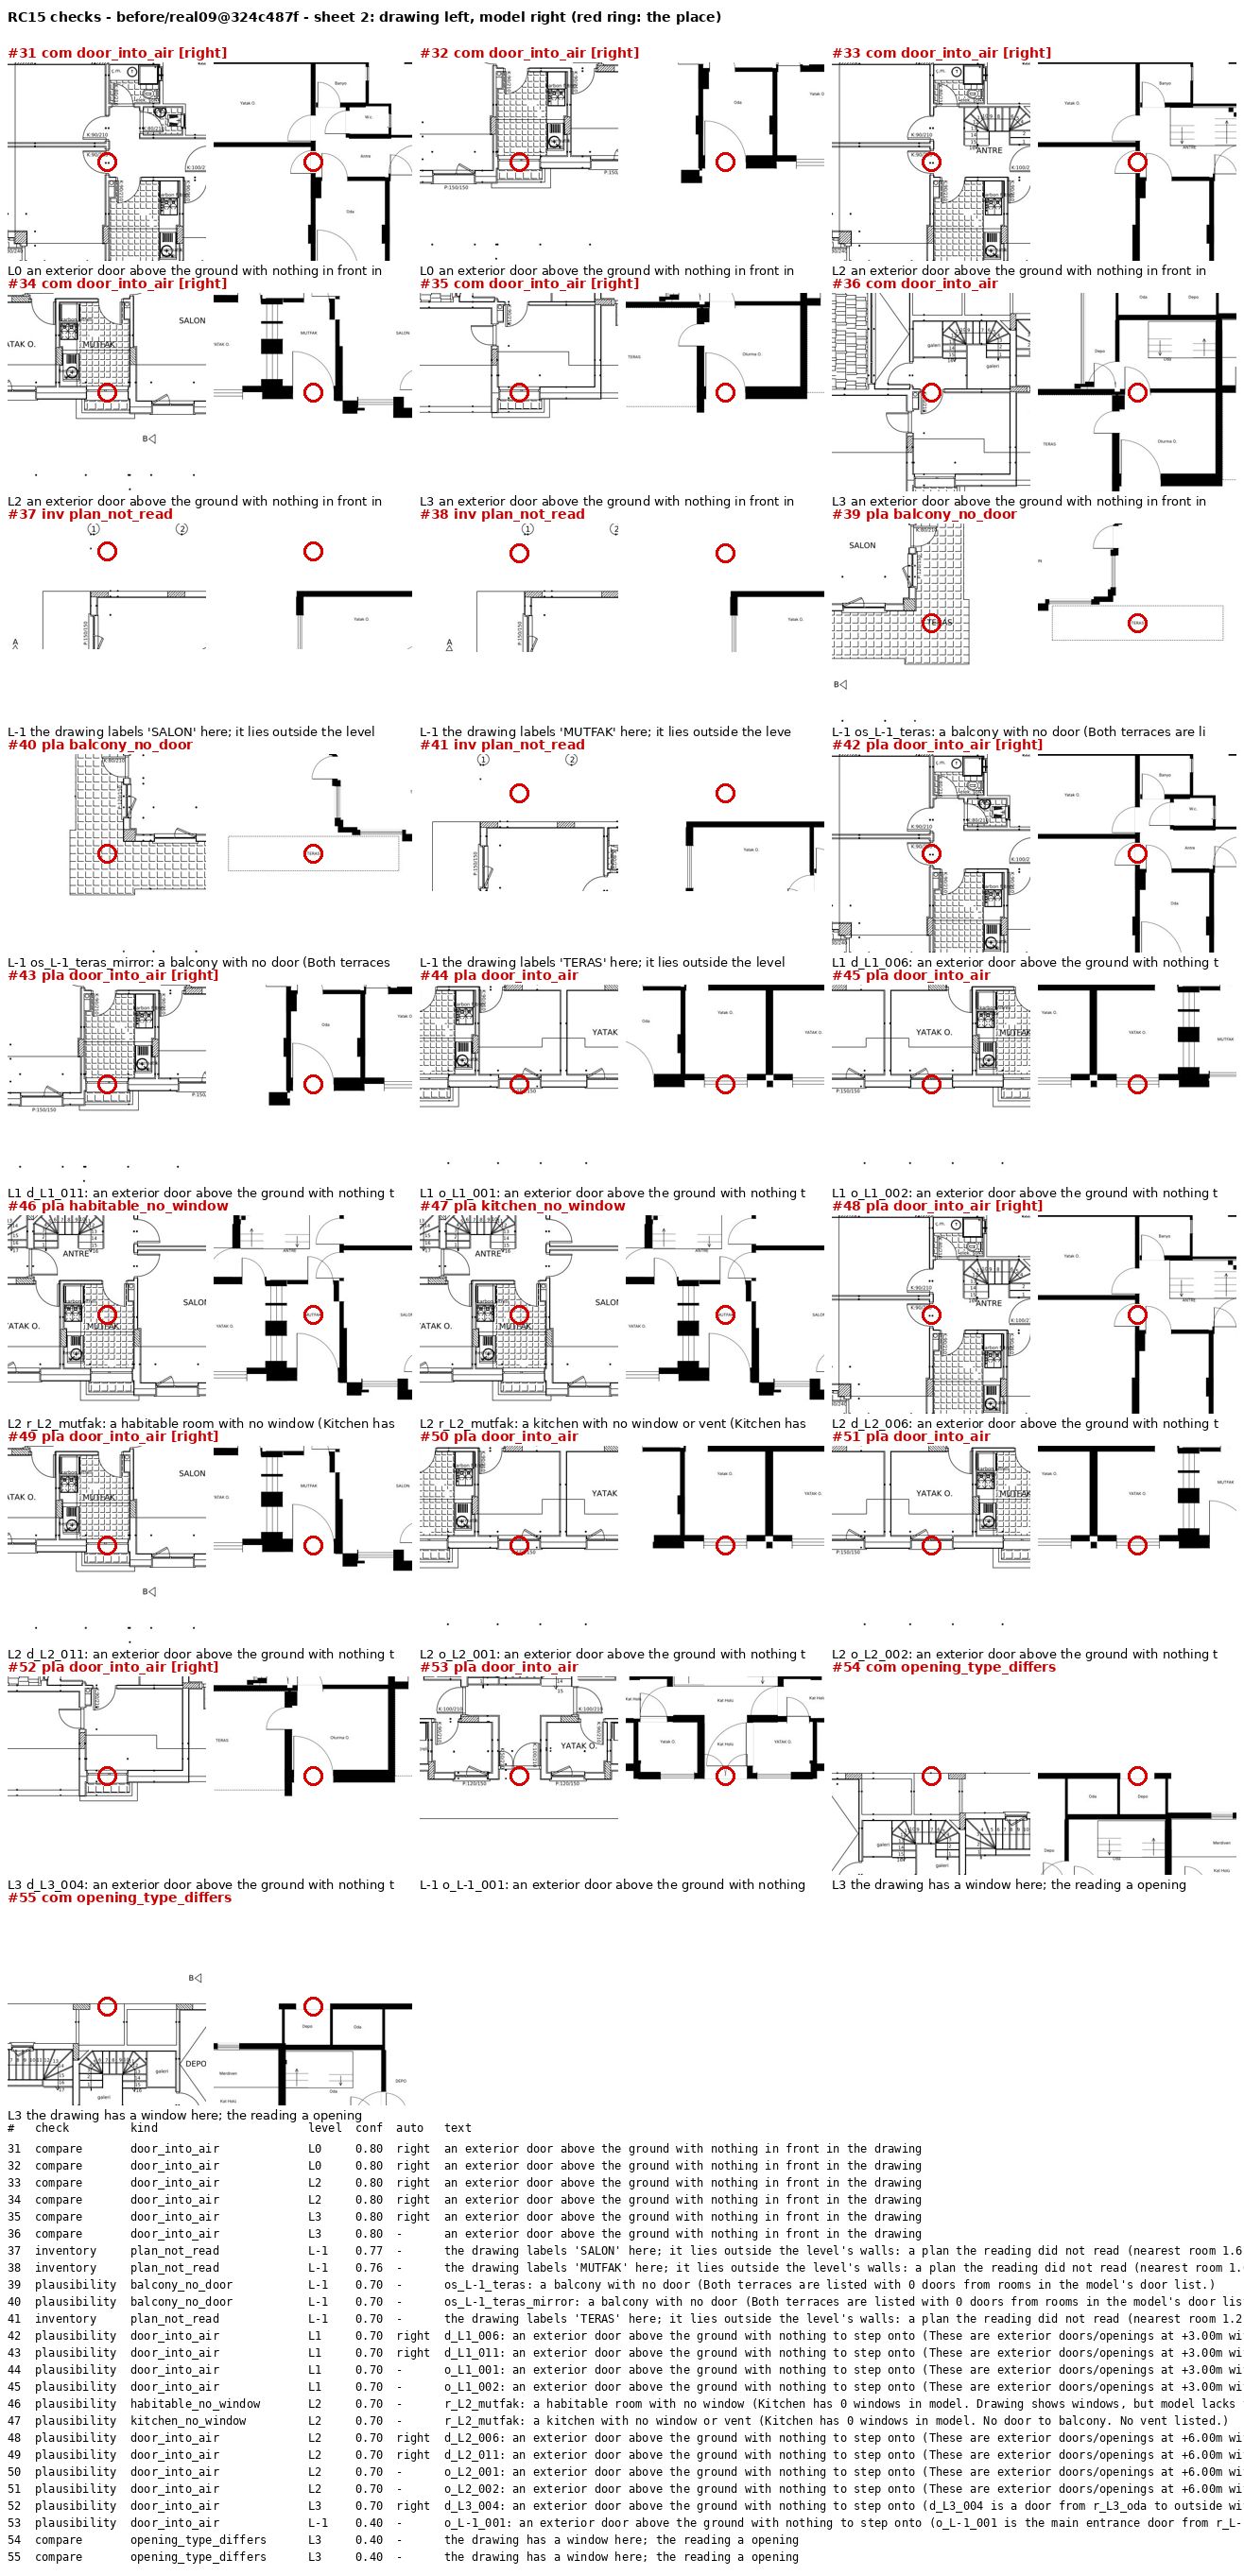 RC15 checks - before/real09@324c487f - sheet 2: drawing left, model right (red ring: the place)
#31 com door_into_air [right]
#32 com door_into_air [right]
#33 com door_into_air [right]
L0 an exterior door above the ground with nothing in front in
L0 an exterior door above the ground with nothing in front in
L2 an exterior door above the ground with nothing in front in
#34 com door_into_air [right]
#35 com door_into_air [right]
#36 com door_into_air
L2 an exterior door above the ground with nothing in front in
L3 an exterior door above the ground with nothing in front in
L3 an exterior door above the ground with nothing in front in
#37 inv plan_not_read
#38 inv plan_not_read
#39 pla balcony_no_door
L-1 the drawing labels 'SALON' here; it lies outside the level
L-1 the drawing labels 'MUTFAK' here; it lies outside the leve
L-1 os_L-1_teras: a balcony with no door (Both terraces are li
#40 pla balcony_no_door
#41 inv plan_not_read
#42 pla door_into_air [right]
L-1 os_L-1_teras_mirror: a balcony with no door (Both terraces
L-1 the drawing labels 'TERAS' here; it lies outside the level
L1 d_L1_006: an exterior door above the ground with nothing t
#43 pla door_into_air [right]
#44 pla door_into_air
#45 pla door_into_air
L1 d_L1_011: an exterior door above the ground with nothing t
L1 o_L1_001: an exterior door above the ground with nothing t
L1 o_L1_002: an exterior door above the ground with nothing t
#46 pla habitable_no_window
#47 pla kitchen_no_window
#48 pla door_into_air [right]
L2 r_L2_mutfak: a habitable room with no window (Kitchen has
L2 r_L2_mutfak: a kitchen with no window or vent (Kitchen has
L2 d_L2_006: an exterior door above the ground with nothing t
#49 pla door_into_air [right]
#50 pla door_into_air
#51 pla door_into_air
L2 d_L2_011: an exterior door above the ground with nothing t
L2 o_L2_001: an exterior door above the ground with nothing t
L2 o_L2_002: an exterior door above the ground with nothing t
#52 pla door_into_air [right]
#53 pla door_into_air
#54 com opening_type_differs
L3 d_L3_004: an exterior door above the ground with nothing t
L-1 o_L-1_001: an exterior door above the ground with nothing
L3 the drawing has a window here; the reading a opening
#55 com opening_type_differs
L3 the drawing has a window here; the reading a opening
# check kind level conf auto text
31 compare door_into_air L0 0.80 right an exterior door above the ground with nothing in front in the drawing
32 compare door_into_air L0 0.80 right an exterior door above the ground with nothing in front in the drawing
33 compare door_into_air L2 0.80 right an exterior door above the ground with nothing in front in the drawing
34 compare door_into_air L2 0.80 right an exterior door above the ground with nothing in front in the drawing
35 compare door_into_air L3 0.80 right an exterior door above the ground with nothing in front in the drawing
36 compare door_into_air L3 0.80 - an exterior door above the ground with nothing in front in the drawing
37 inventory plan_not_read L-1 0.77 - the drawing labels 'SALON' here; it lies outside the level's walls: a plan the reading did not read (nearest room 1.6
38 inventory plan_not_read L-1 0.76 - the drawing labels 'MUTFAK' here; it lies outside the level's walls: a plan the reading did not read (nearest room 1.
39 plausibility balcony_no_door L-1 0.70 - os_L-1_teras: a balcony with no door (Both terraces are listed with 0 doors from rooms in the model's door list.)
40 plausibility balcony_no_door L-1 0.70 - os_L-1_teras_mirror: a balcony with no door (Both terraces are listed with 0 doors from rooms in the model's door lis
41 inventory plan_not_read L-1 0.70 - the drawing labels 'TERAS' here; it lies outside the level's walls: a plan the reading did not read (nearest room 1.2
42 plausibility door_into_air L1 0.70 right d_L1_006: an exterior door above the ground with nothing to step onto (These are exterior doors/openings at +3.00m wi
43 plausibility door_into_air L1 0.70 right d_L1_011: an exterior door above the ground with nothing to step onto (These are exterior doors/openings at +3.00m wi
44 plausibility door_into_air L1 0.70 - o_L1_001: an exterior door above the ground with nothing to step onto (These are exterior doors/openings at +3.00m wi
45 plausibility door_into_air L1 0.70 - o_L1_002: an exterior door above the ground with nothing to step onto (These are exterior doors/openings at +3.00m wi
46 plausibility habitable_no_window L2 0.70 - r_L2_mutfak: a habitable room with no window (Kitchen has 0 windows in model. Drawing shows windows, but model lacks
47 plausibility kitchen_no_window L2 0.70 - r_L2_mutfak: a kitchen with no window or vent (Kitchen has 0 windows in model. No door to balcony. No vent listed.)
48 plausibility door_into_air L2 0.70 right d_L2_006: an exterior door above the ground with nothing to step onto (These are exterior doors/openings at +6.00m wi
49 plausibility door_into_air L2 0.70 right d_L2_011: an exterior door above the ground with nothing to step onto (These are exterior doors/openings at +6.00m wi
50 plausibility door_into_air L2 0.70 - o_L2_001: an exterior door above the ground with nothing to step onto (These are exterior doors/openings at +6.00m wi
51 plausibility door_into_air L2 0.70 - o_L2_002: an exterior door above the ground with nothing to step onto (These are exterior doors/openings at +6.00m wi
52 plausibility door_into_air L3 0.70 right d_L3_004: an exterior door above the ground with nothing to step onto (d_L3_004 is a door from r_L3_oda to outside wi
53 plausibility door_into_air L-1 0.40 - o_L-1_001: an exterior door above the ground with nothing to step onto (o_L-1_001 is the main entrance door from r_L-
54 compare opening_type_differs L3 0.40 - the drawing has a window here; the reading a opening
55 compare opening_type_differs L3 0.40 - the drawing has a window here; the reading a opening